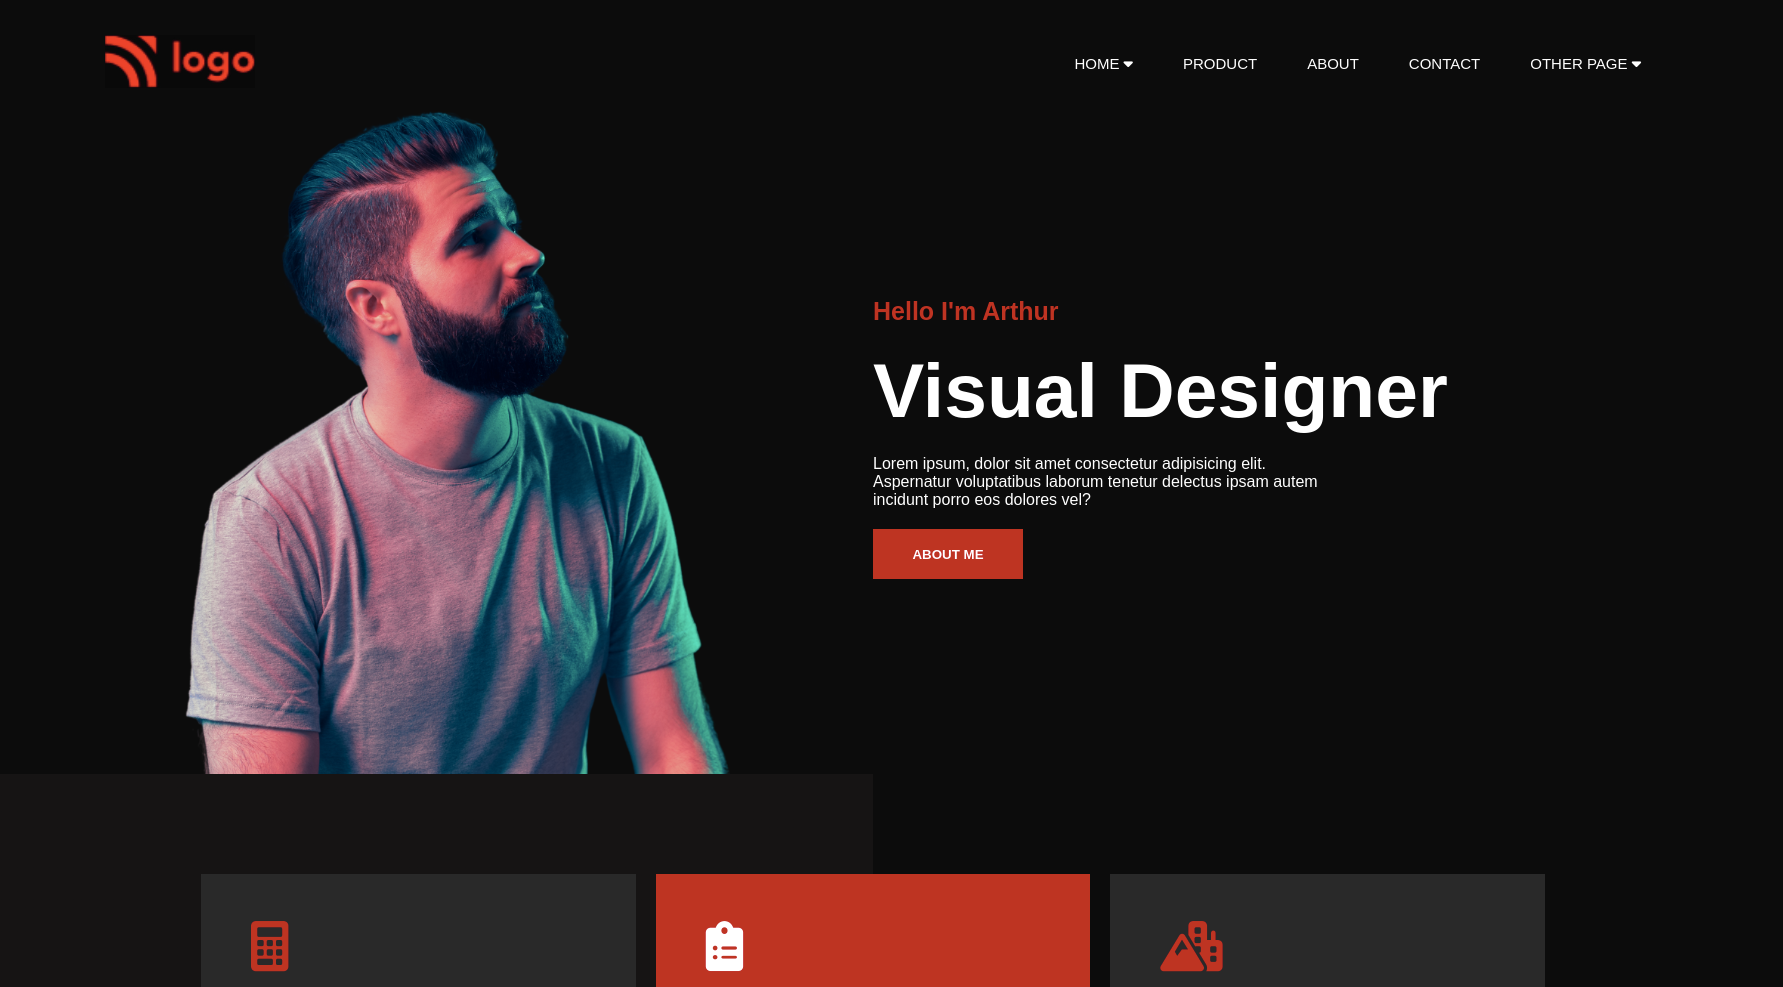 logo
HOME
PRODUCT
ABOUT
CONTACT
OTHER PAGE
Hello I'm Arthur
Visual Designer
Lorem ipsum, dolor sit amet consectetur adipisicing elit.
Aspernatur voluptatibus laborum tenetur delectus ipsam autem
incidunt porro eos dolores vel?
ABOUT ME